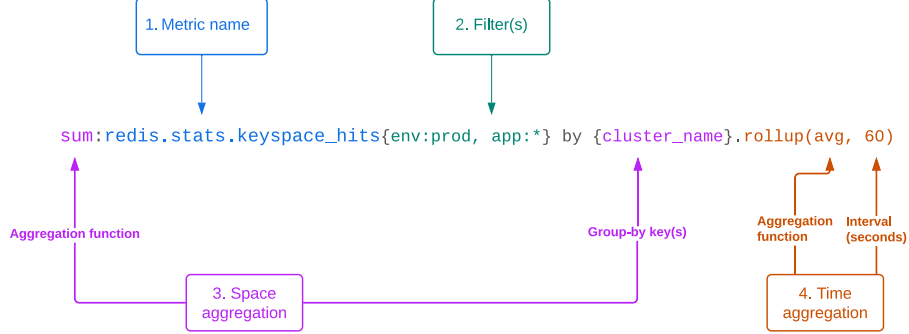 1. Metric name
2. Filter(s)
sum:redis.stats.keyspace_hits{env:prod, app:*} by {cluster_name}.rollup(avg, 60)
Aggregation function
Group-by key(s)
Aggregation
function
Interval
(seconds)
3. Space
aggregation
4. Time
aggregation